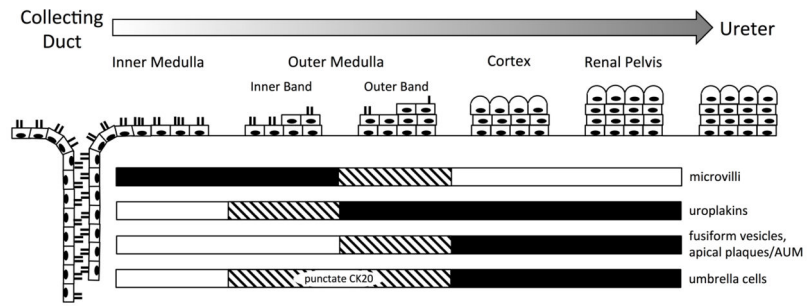 Collecting
Duct
Ureter
Inner Medulla
Outer Medulla
Cortex
Renal Pelvis
Inner Band
Outer Band
microvilli
uroplakins
fusiform vesicles,
apical plaques/AUM
punctate CK20
umbrella cells